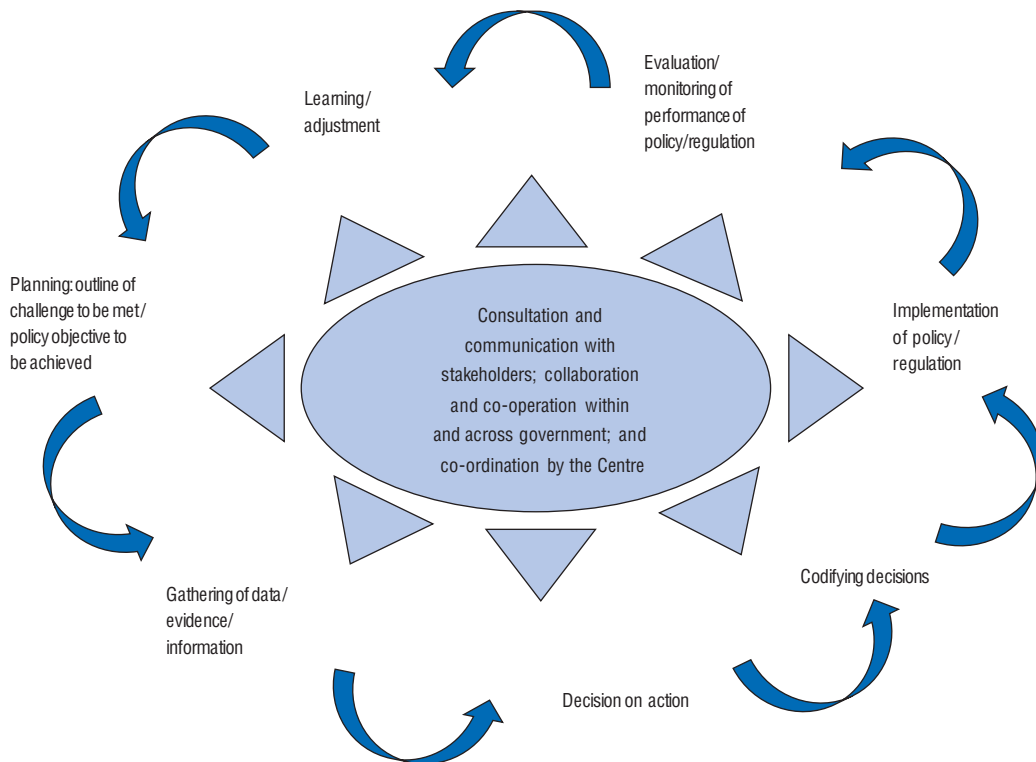 Evaluation/
monitoring of
performance of
policy/regulation
Learning/
adjustment
Planning: outline of
challenge to be met/
policy objective to
be achieved
Consultation and
communication with
stakeholders; collaboration
and co-operation within
and across government; and
co-ordination by the Centre
Implementation
of policy/
regulation
Gathering of data/
evidence/
information
Codifying decisions
Decision on action